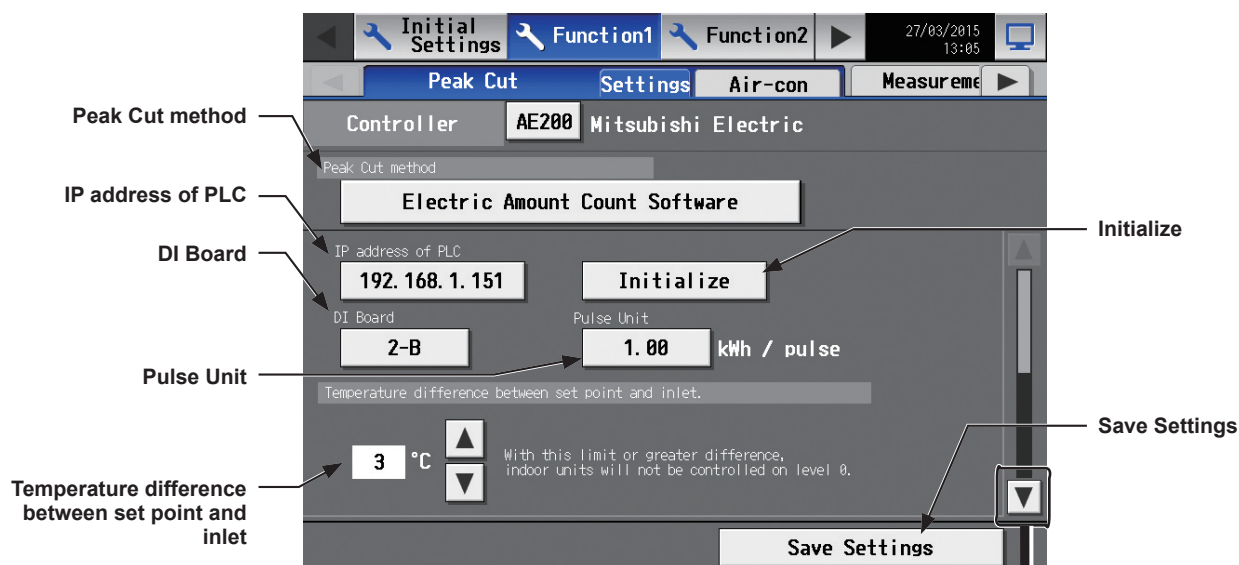 Initial Settings
Function1
Function2
27/03/2015
13:05
Peak Cut
Settings
Air-con
Measureme
Peak Cut method
Controller
AE200
Mitsubishi Electric
Peak Cut method
Electric Amount Count Software
IP address of PLC
IP address of PLC
192.168.1.151
Initialize
Initialize
DI Board
DI Board
2-B
Pulse Unit
1.00
kWh / pulse
Pulse Unit
Temperature difference between set point and inlet.
3
°C
With this limit or greater difference,
indoor units will not be controlled on level 0.
Save Settings
Temperature difference
between set point and
inlet
Save Settings